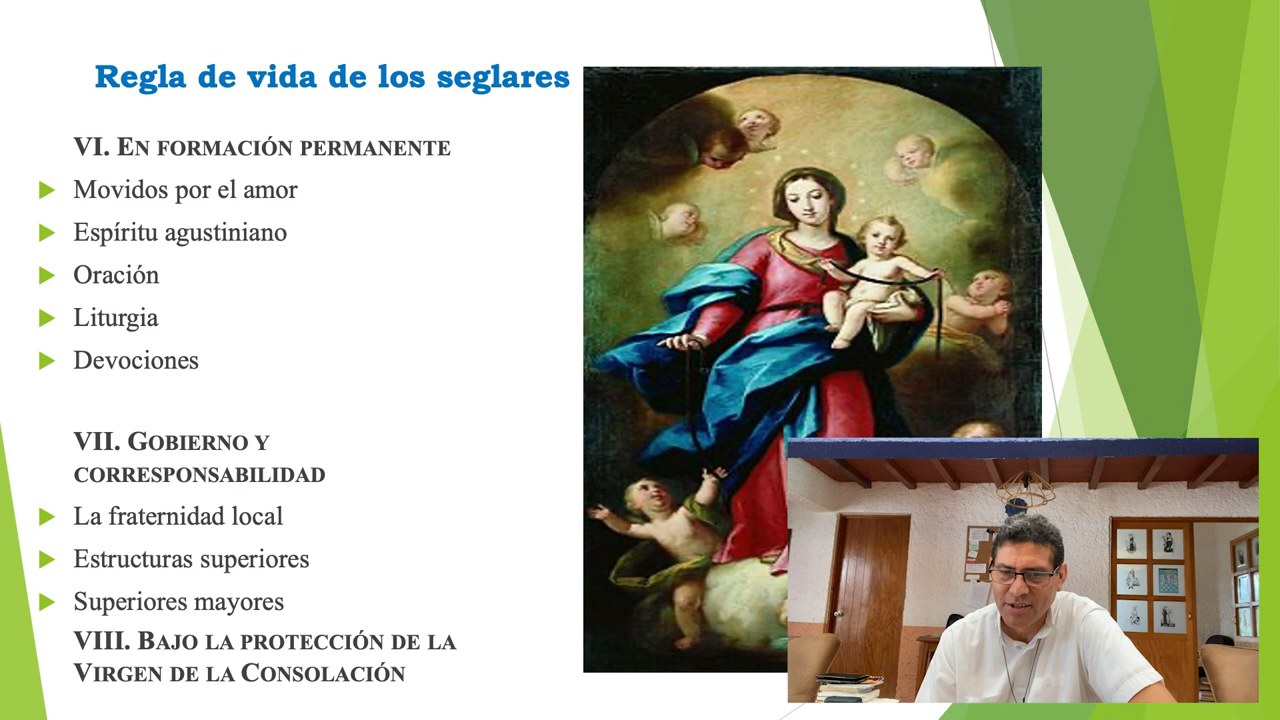 Regla de vida de los seglares
VI. En formación permanente
Movidos por el amor
Espíritu agustiniano
Oración
Liturgia
Devociones
VII. Gobierno y
corresponsabilidad
La fraternidad local
Estructuras superiores
Superiores mayores
VIII. Bajo la protección de la
Virgen de la Consolación